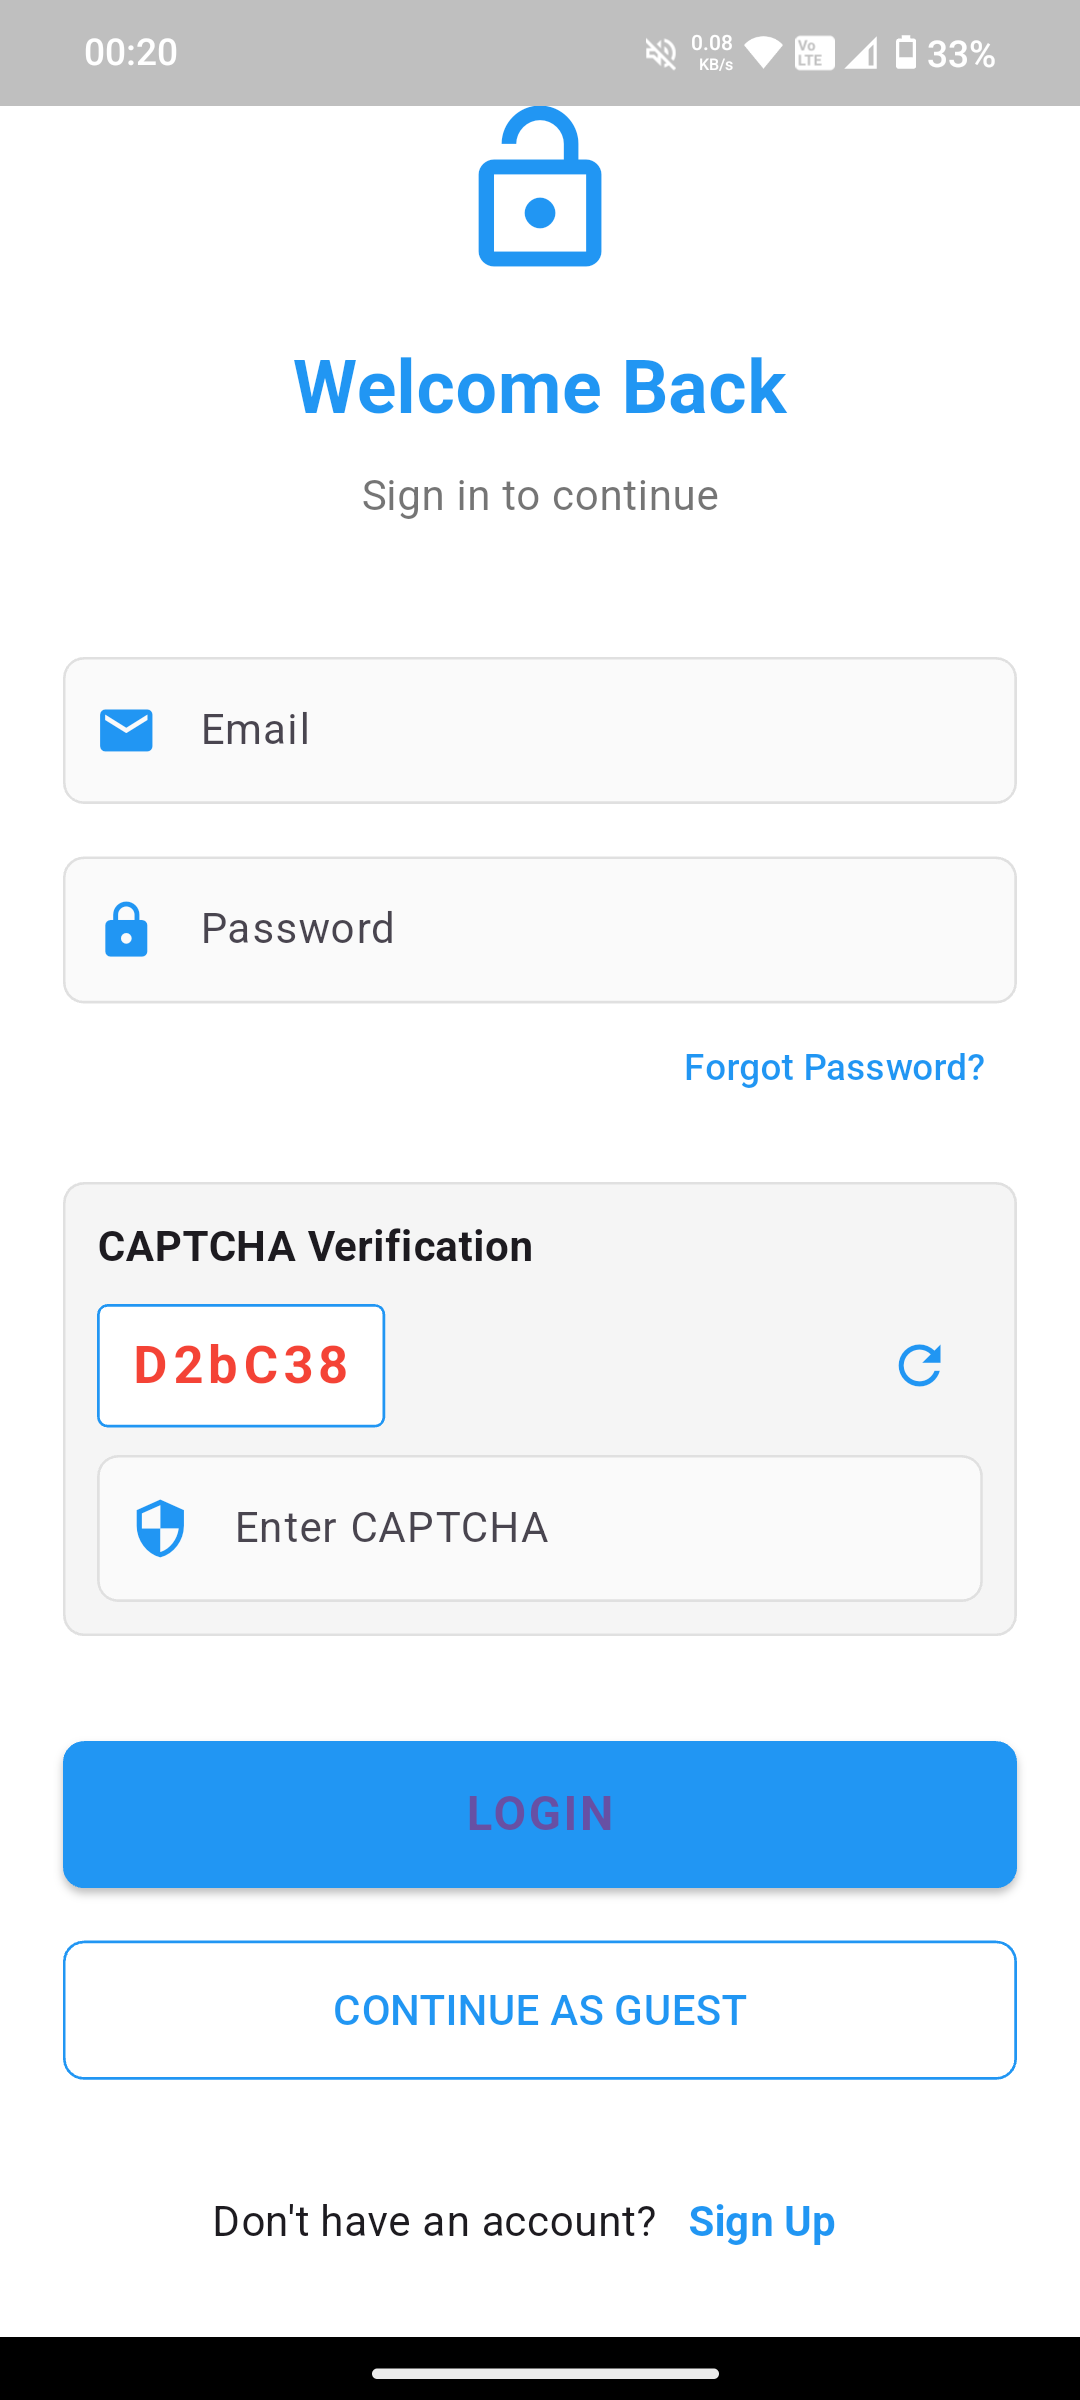 00:20
0.08
KB/s
Vo
LTE
33%
Welcome Back
Sign in to continue
Email
Password
Forgot Password?
CAPTCHA Verification
D2bC38
Enter CAPTCHA
LOGIN
CONTINUE AS GUEST
Don't have an account? Sign Up